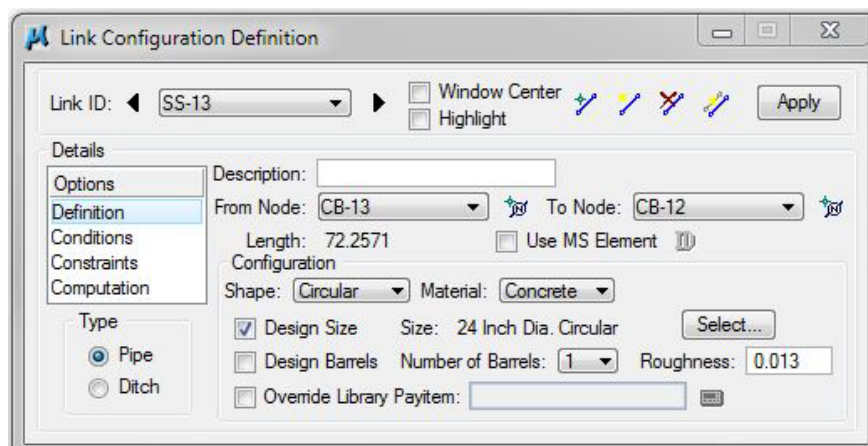 Link Configuration Definition
Link ID: SS-13 Window Center
Highlight
Apply
Details
Options
Definition
Conditions
Constraints
Computation
Type
Pipe
Ditch
Description:
From Node: CB-13 To Node: CB-12
Length: 72.2571 Use MS Element
Configuration
Shape: Circular Material: Concrete
Design Size Size: 24 Inch Dia. Circular Select...
Design Barrels Number of Barrels: 1 Roughness: 0.013
Override Library Payitem: